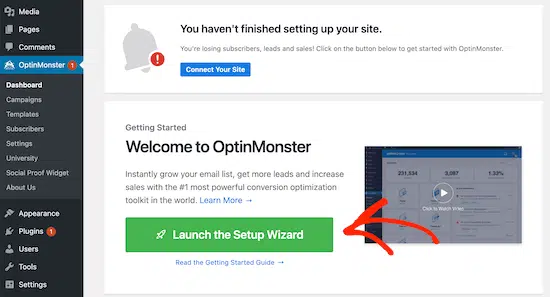 Media
Pages
Comments
OptinMonster 1
Dashboard
Campaigns
Templates
Subscribers
Settings
University
Social Proof Widget
About Us
Appearance
Plugins 1
Users
Tools
Settings
You haven't finished setting up your site.
You're losing subscribers, leads and sales! Click on the button below to get started with OptinMonster.
Connect Your Site
Getting Started
Welcome to OptinMonster
Instantly grow your email list, get more leads and increase
sales with the #1 most powerful conversion optimization
toolkit in the world. Learn More →
Launch the Setup Wizard
Read the Getting Started Guide →
231,534
3,087
1.33%
Click to Watch Video